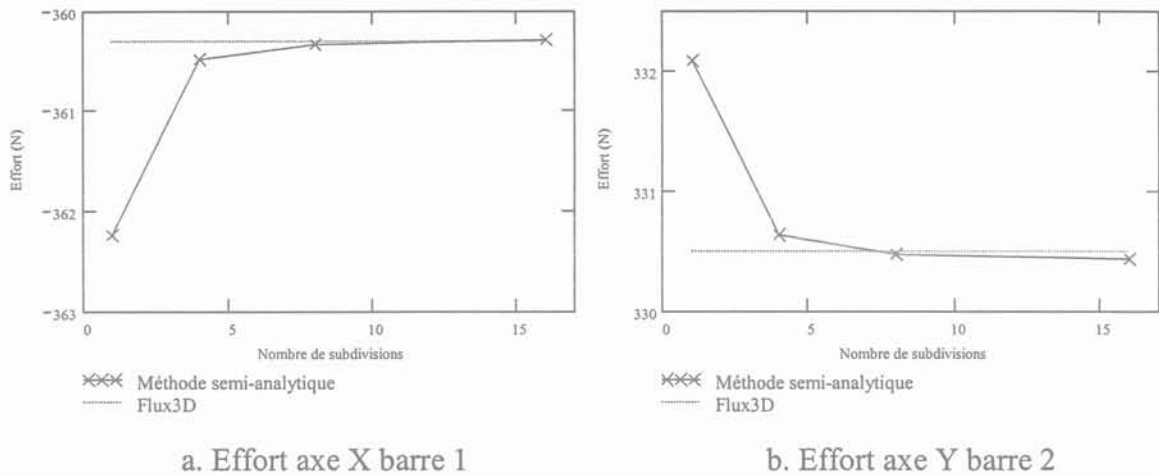 −360
−361
−362
−363
Effort (N)
0
5
10
15
Nombre de subdivisions
Méthode semi-analytique
Flux3D
a. Effort axe X barre 1
332
331
330
Effort (N)
0
5
10
15
Nombre de subdivisions
Méthode semi-analytique
Flux3D
b. Effort axe Y barre 2